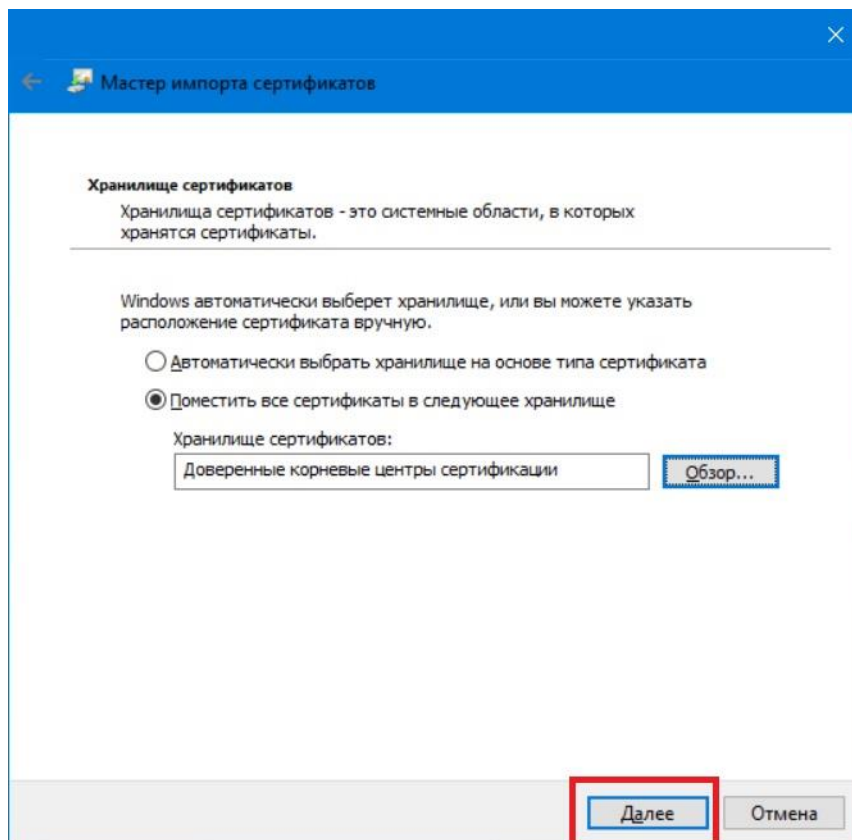 Мастер импорта сертификатов
Хранилище сертификатов
Хранилища сертификатов - это системные области, в которых
хранятся сертификаты.
Windows автоматически выберет хранилище, или вы можете указать
расположение сертификата вручную.
Автоматически выбрать хранилище на основе типа сертификата
Поместить все сертификаты в следующее хранилище
Хранилище сертификатов:
Доверенные корневые центры сертификации
Обзор...
Далее
Отмена